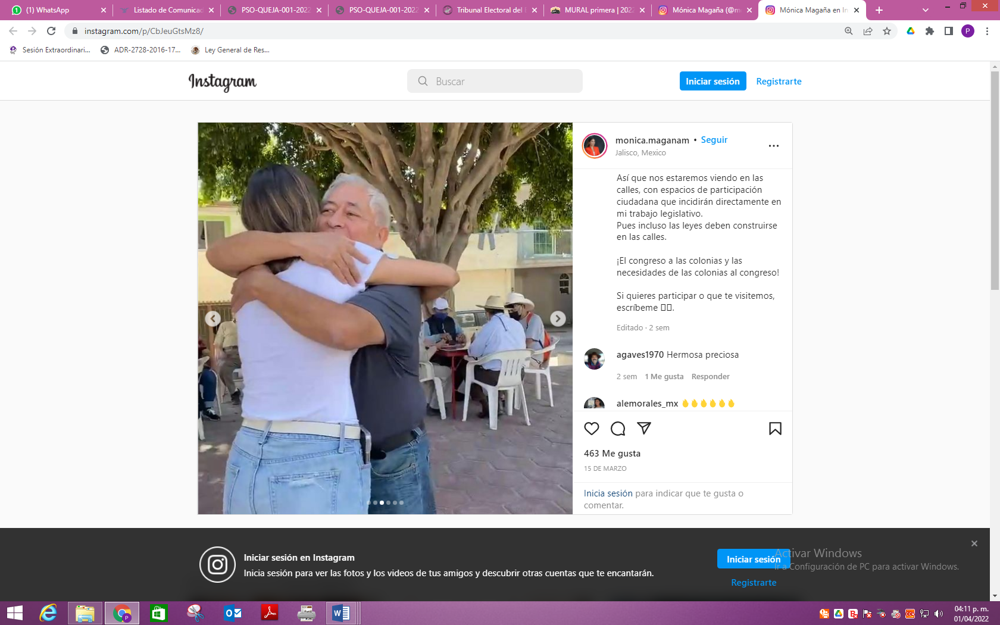 (1) WhatsApp
Listado de Comunicad
PSO-QUEJA-001-2022
PSO-QUEJA-001-2022
Tribunal Electoral del E
MURAL primera | 2022
Mónica Magaña (@mo
Mónica Magaña en In
instagram.com/p/CbJeuGtsMz8/
P
Sesión Extraordinari...
ADR-2728-2016-17...
Ley General de Res...
Instagram
Buscar
Iniciar sesión
Registrarte
monica.maganam • Seguir
Jalisco, Mexico
Así que nos estaremos viendo en las
calles, con espacios de participación
ciudadana que incidirán directamente en
mi trabajo legislativo.
Pues incluso las leyes deben construirse
en las calles.
¡El congreso a las colonias y las
necesidades de las colonias al congreso!
Si quieres participar o que te visitemos,
escríbeme ▯▯.
Editado · 2 sem
agaves1970 Hermosa preciosa
2 sem 1 Me gusta Responder
alemorales_mx 🔥🔥🔥🔥🔥🔥
463 Me gusta
15 DE MARZO
Inicia sesión para indicar que te gusta o
comentar.
Iniciar sesión en Instagram
Inicia sesión para ver las fotos y los videos de tus amigos y descubrir otras cuentas que te encantarán.
Iniciar sesión
Registrarte
Activar Windows
Ir a Configuración de PC para activar Windows.
04:11 p. m.
01/04/2022